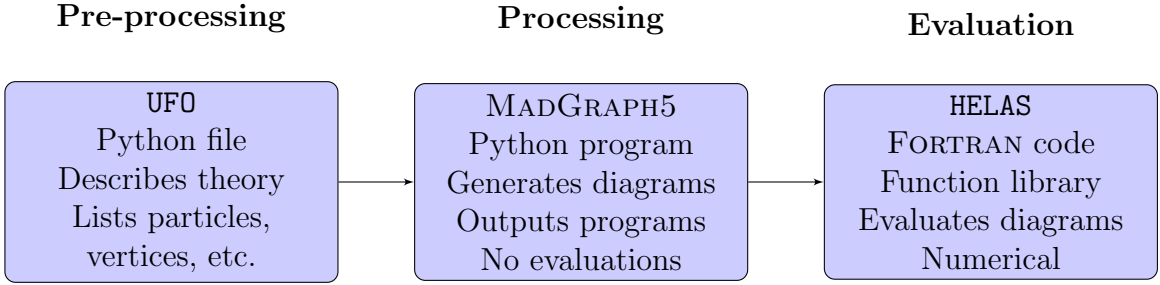 Pre-processing
Processing
Evaluation
UFO
Python file
Describes theory
Lists particles,
vertices, etc.
MADGRAPH5
Python program
Generates diagrams
Outputs programs
No evaluations
HELAS
FORTRAN code
Function library
Evaluates diagrams
Numerical